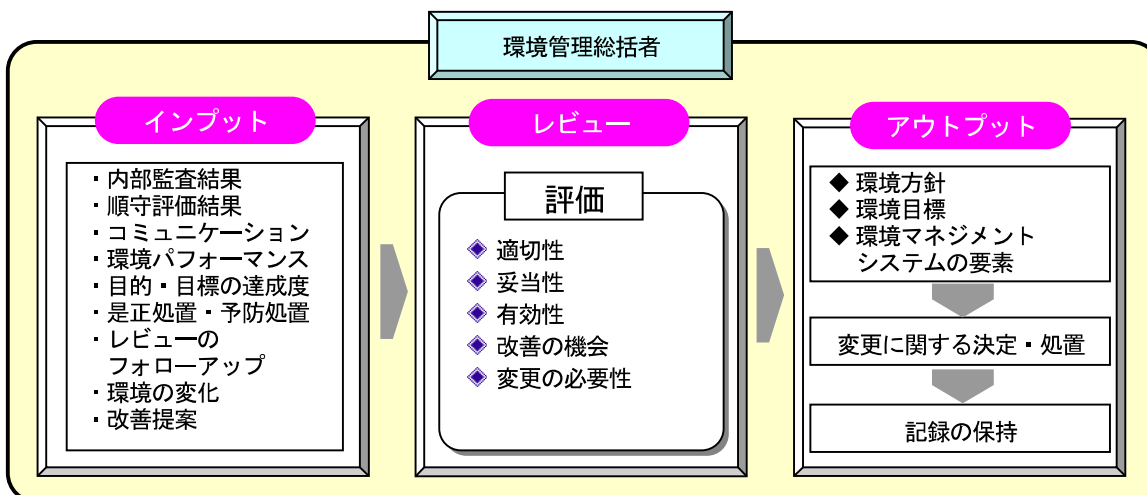 環境管理総括者
インプット
・内部監査結果
・順守評価結果
・コミュニケーション
・環境パフォーマンス
・目的・目標の達成度
・是正処置・予防処置
・レビューの
フォローアップ
・環境の変化
・改善提案
レビュー
評価
適切性
妥当性
有効性
改善の機会
変更の必要性
アウトプット
◆ 環境方針
◆ 環境目標
◆ 環境マネジメント
システムの要素
変更に関する決定・処置
記録の保持